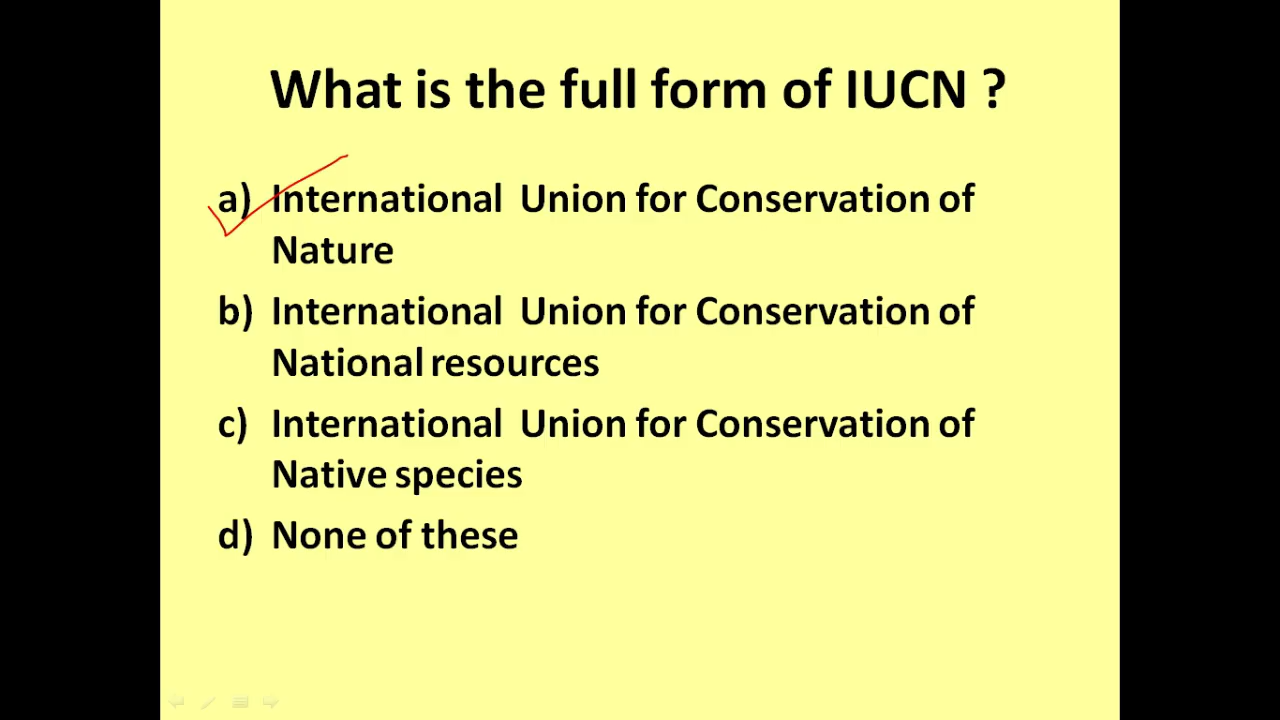 What is the full form of IUCN ?
a) International Union for Conservation of
Nature
b) International Union for Conservation of
National resources
c) International Union for Conservation of
Native species
d) None of these